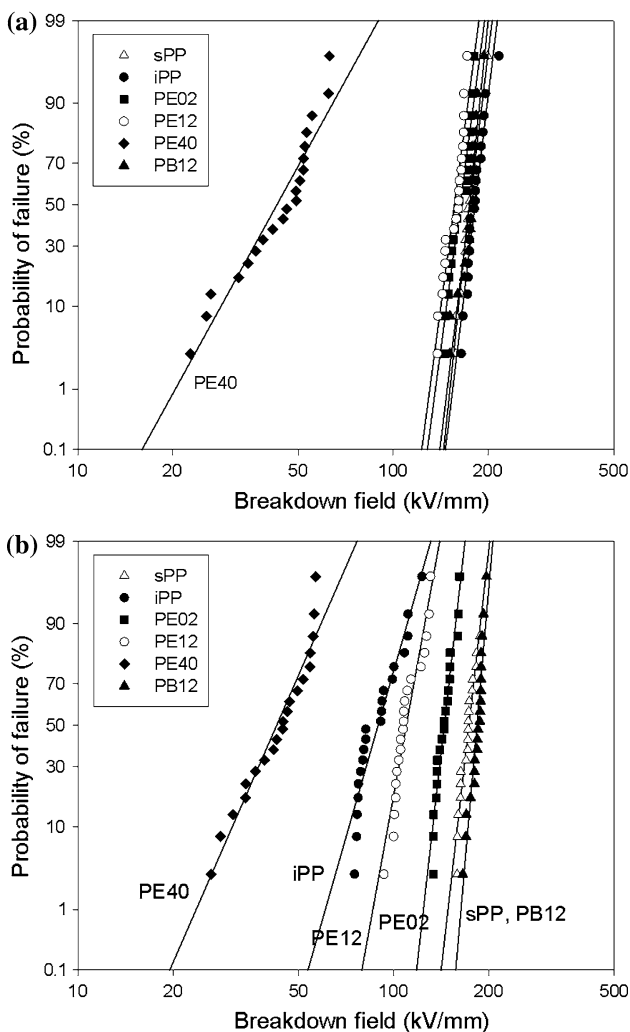 (a)
99
90
70
50
30
10
1
0.1
Probability of failure (%)
sPP
iPP
PE02
PE12
PE40
PB12
PE40
10 20 50 100 200 500
Breakdown field (kV/mm)
(b)
99
90
70
50
30
10
1
0.1
Probability of failure (%)
sPP
iPP
PE02
PE12
PE40
PB12
PE40
iPP
PE12
PE02
sPP, PB12
10 20 50 100 200 500
Breakdown field (kV/mm)